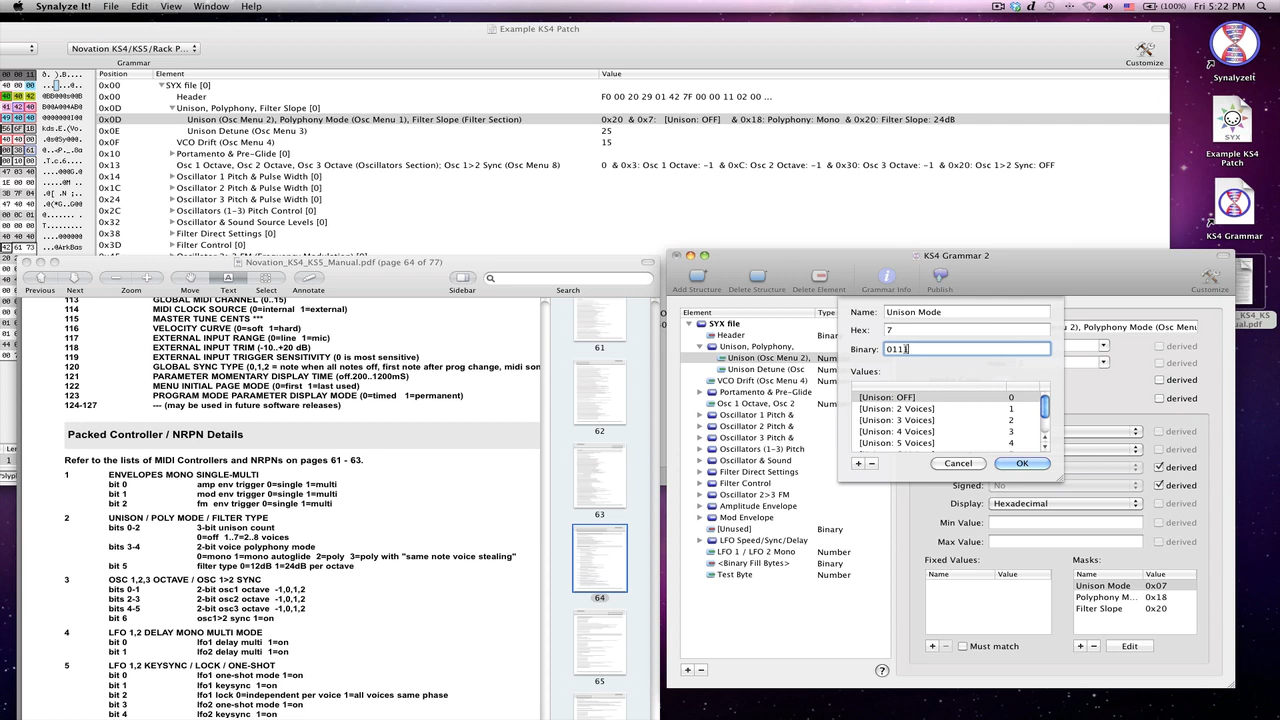 Synalyze It! File Edit View Window Help (100%) Fri 5:22 PM
Example KS4 Patch
Novation KS4/KS5/Rack P...
Grammar
Customize
Position Element Value
0x00 SYX file [0]
0x00 Header F0 00 20 29 01 42 7F 00 00 11 02 00 ...
0x0D Unison, Polyphony, Filter Slope [0]
0x0D Unison (Osc Menu 2), Polyphony Mode (Osc Menu 1), Filter Slope (Filter Section) 0x20 & 0x7: [Unison: OFF] & 0x18: Polyphony: Mono & 0x20: Filter Slope: 24dB
0x0E Unison Detune (Osc Menu 3) 25
0x0F VCO Drift (Osc Menu 4) 15
0x10 Portamento & Pre-Glide [0]
0x13 Osc 1 Octave, Osc 2 Octave, Osc 3 Octave (Oscillators Section); Osc 1>2 Sync (Osc Menu 8) 0 & 0x3: Osc 1 Octave: -1 & 0xC: Osc 2 Octave: -1 & 0x30: Osc 3 Octave: -1 & 0x20: Osc 1>2 Sync: OFF
0x14 Oscillator 1 Pitch & Pulse Width [0]
0x1C Oscillator 2 Pitch & Pulse Width [0]
0x24 Oscillator 3 Pitch & Pulse Width [0]
0x2C Oscillators (1-3) Pitch Control [0]
0x32 Oscillator & Sound Source Levels [0]
0x38 Filter Direct Settings [0]
0x3D Filter Control [0]
SynalyzeIt
Example KS4
Patch
KS4 Grammar
Novation_KS4_KS5_Manual.pdf (page 64 of 77)
Previous Next Zoom Move Text Select Annotate Sidebar Search
113 GLOBAL MIDI CHANNEL (0..15)
114 MIDI CLOCK SOURCE (0=internal 1=external)
115 MASTER TUNE CENTS ***
116 VELOCITY CURVE (0=soft 1=hard)
117 EXTERNAL INPUT RANGE (0=line 1=mic)
118 EXTERNAL INPUT TRIM (-10..+20 dB)
119 EXTERNAL TRIGGER SENSITIVITY (0 is most sensitive)
120 GLOBAL SYNC TYPE (0,1,2 = note when all notes off, first note after prog change, midi son
121 PARAMETER MOMENTARY DISPLAY TIME (off,200..1200mS)
122 MENU INITIAL PAGE MODE (0=first 1=last used)
123 PROGRAM MODE PARAMETER DISPLAY MODE (0=timed 1=permanent)
124-127 --- (may be used in future software releases)
Packed Controller / NRPN Details
Refer to the lists of MIDI Controllers and NRPNs on pages 61 - 63.
1 ENVELOPES MONO SINGLE-MULTI
bit 0 amp env trigger 0=single 1=multi
bit 1 mod env trigger 0=single 1=multi
bit 2 fm env trigger 0=single 1=multi
2 UNISON / POLY MODE / FILTER TYPE
bits 0-2 3-bit unison count
0=off 1..7=2..8 voices
bits 3-4 2-bit voice polyphony mode
0=mono 1=mono autoglide 2=poly 3=poly with "same note voice stealing"
bit 5 filter type 0=12dB 1=24dB per octave
3 OSC 1,2,3 OCTAVE / OSC 1>2 SYNC
bits 0-1 2-bit osc1 octave -1,0,1,2
bits 2-3 2-bit osc2 octave -1,0,1,2
bits 4-5 2-bit osc3 octave -1,0,1,2
bit 6 osc1>2 sync 1=on
4 LFO 1,2 DELAY MONO MULTI MODE
bit 0 lfo1 delay multi 1=on
bit 1 lfo2 delay multi 1=on
5 LFO 1,2 KEYSYNC / LOCK / ONE-SHOT
bit 0 lfo1 one-shot mode 1=on
bit 1 lfo1 keysync 1=on
bit 2 lfo1 lock 0=independent per voice 1=all voices same phase
bit 3 lfo2 one-shot mode 1=on
bit 4 lfo2 keysync 1=on
61
62
63
64
65
KS4 Grammar 2
Add Structure Delete Structure Delete Element Grammar Info Publish Customize
Element Type
SYX file
Header Binar
Unison, Polyphony,
Unison (Osc Menu 2), Num
Unison Detune (Osc Num
VCO Drift (Osc Menu 4) Num
Portamento & Pre-Glide
Osc 1 Octave, Osc 2 Num
Oscillator 1 Pitch &
Oscillator 2 Pitch &
Oscillator 3 Pitch &
Oscillators (1-3) Pitch
Oscillator & Sound
Filter Direct Settings
Filter Control
Oscillator 2>3 FM
Amplitude Envelope
Mod Envelope
[Unused] Binary
LFO Speed/Sync/Delay
LFO 1 / LFO 2 Mono Number
<Binary Fill Bytes> Binary
Test Byte Number
Name: Unison Mode
Hex: 7
Binary: 0111
Values:
[Unison: OFF] 0
[Unison: 2 Voices] 1
[Unison: 3 Voices] 2
[Unison: 4 Voices] 3
[Unison: 5 Voices] 4
Cancel OK
u 2), Polyphony Mode (Osc Menu
derived
derived
derived
derived
derived
derived
derived
Signed: No derived
Display: Hexadecimal derived
Min Value: derived
Max Value: derived
Fixed Values: Masks:
Name Value Name Value
Unison Mode 0x07
Polyphony M... 0x18
Filter Slope 0x20
Must match Edit